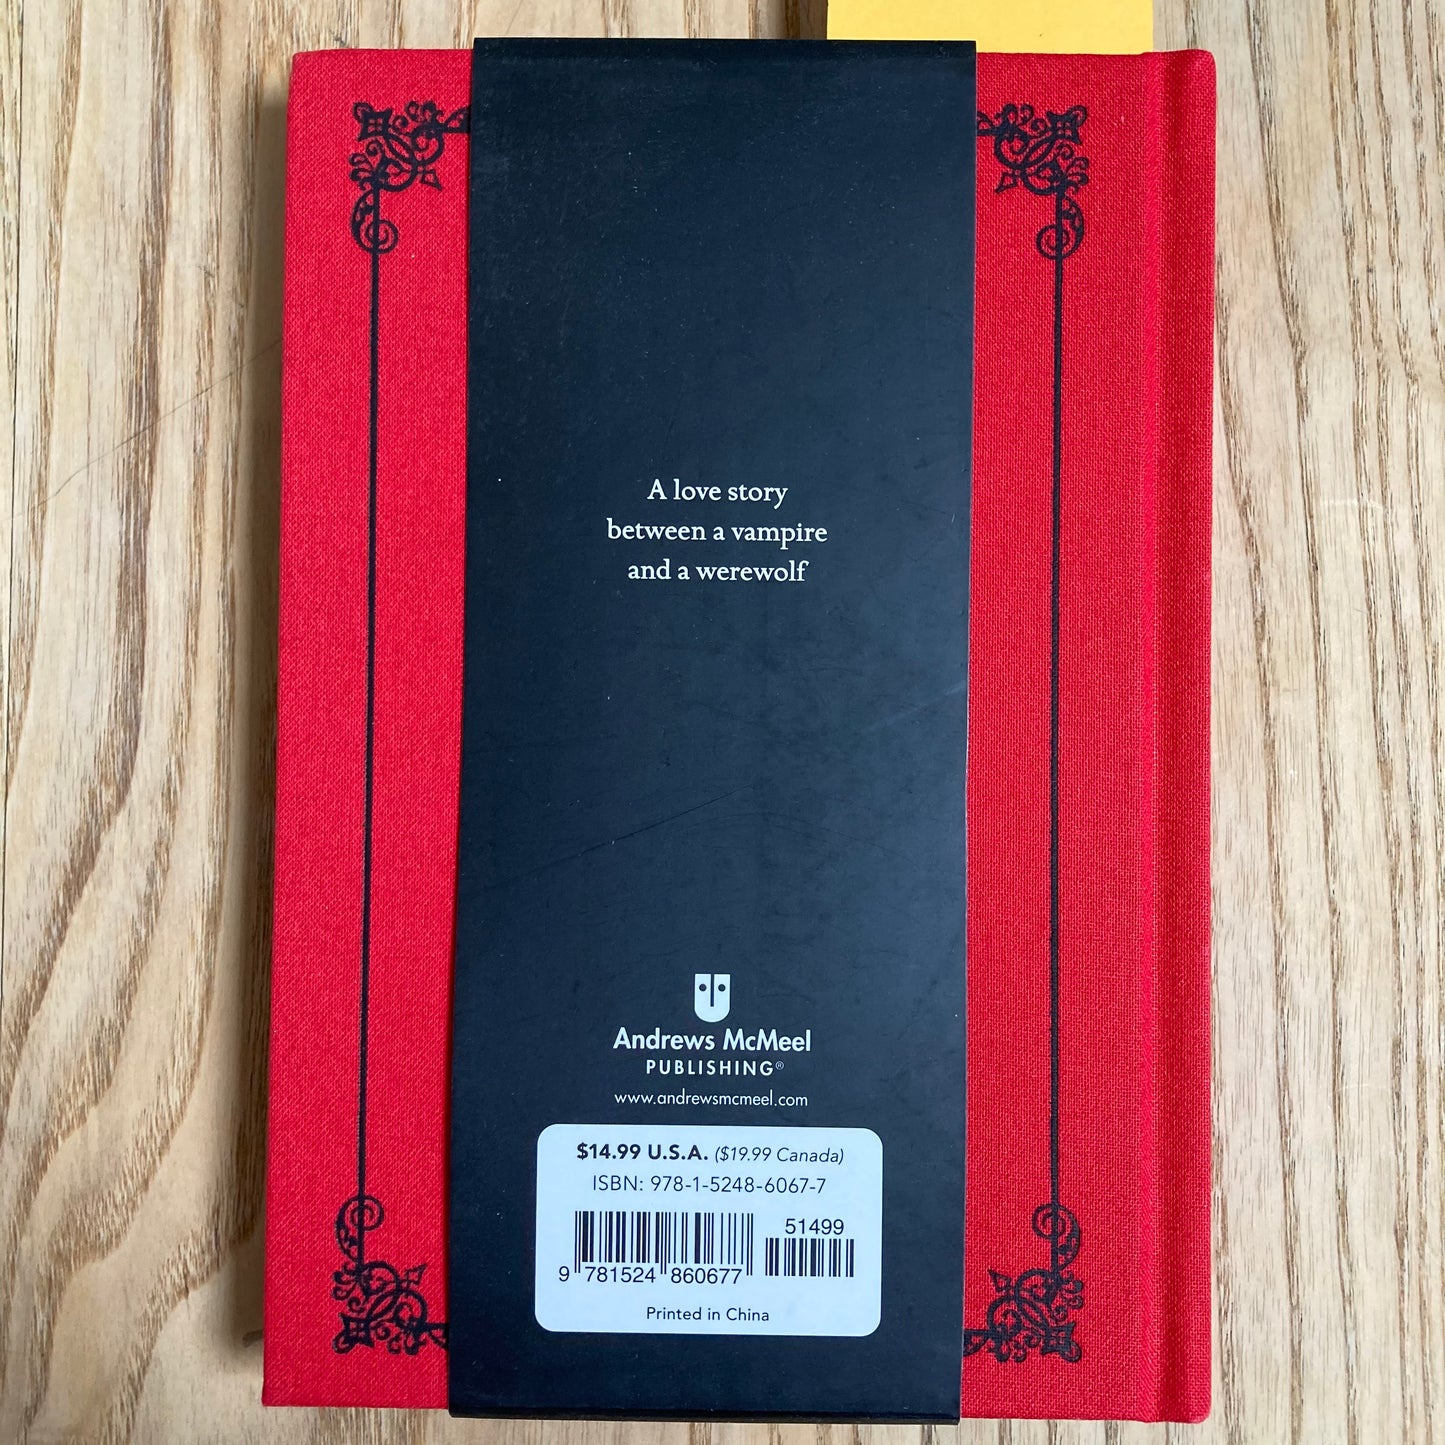 A love story
between a vampire
and a werewolf
Andrews McMeel
PUBLISHING®
www.andrewsmcmeel.com
$14.99 U.S.A. ($19.99 Canada)
ISBN: 978-1-5248-6067-7
51499
9 781524 860677
Printed in China